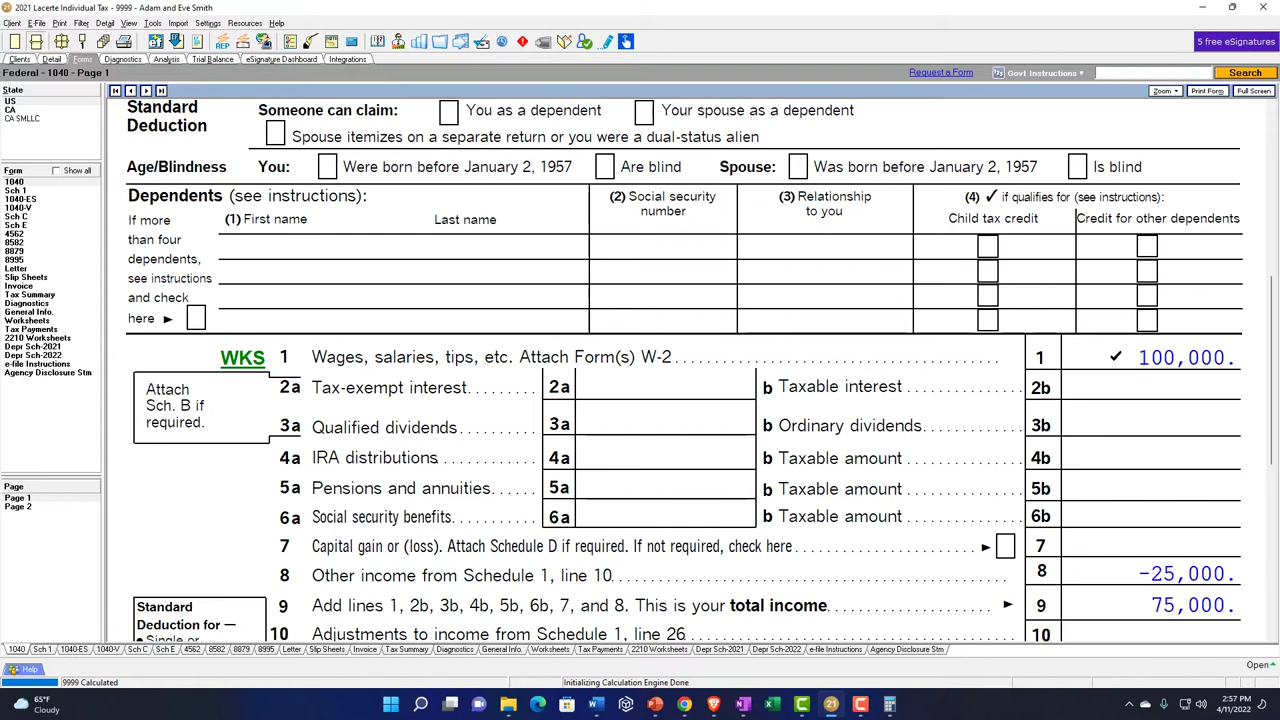 2021 Lacerte Individual Tax - 9999 - Adam and Eve Smith
Client E-File Print Filter Detail View Tools Import Settings Resources Help
REP REP
5 free eSignatures
Clients Detail Forms Diagnostics Analysis Trial Balance eSignature Dashboard Integrations
Federal - 1040 - Page 1
Request a Form Govt Instructions Search
Zoom Print Form Full Screen
State
US
CA
CA SMLLC
Form Show all
1040
Sch 1
1040-ES
1040-V
Sch C
Sch E
4562
8582
8879
8995
Letter
Slip Sheets
Invoice
Tax Summary
Diagnostics
General Info.
Worksheets
Tax Payments
2210 Worksheets
Depr Sch-2021
Depr Sch-2022
e-file Instructions
Agency Disclosure Stm
Page
Page 1
Page 2
Standard Deduction
Someone can claim: You as a dependent Your spouse as a dependent
Spouse itemizes on a separate return or you were a dual-status alien
Age/Blindness You: Were born before January 2, 1957 Are blind Spouse: Was born before January 2, 1957 Is blind
Dependents (see instructions):
If more
than four
dependents,
see instructions
and check
here ►
(1) First name Last name
(2) Social security
number
(3) Relationship
to you
(4) ✓ if qualifies for (see instructions):
Child tax credit Credit for other dependents
WKS 1 Wages, salaries, tips, etc. Attach Form(s) W-2 1 ✓ 100,000.
Attach
Sch. B if
required.
2a Tax-exempt interest 2a b Taxable interest 2b
3a Qualified dividends 3a b Ordinary dividends 3b
4a IRA distributions 4a b Taxable amount 4b
5a Pensions and annuities 5a b Taxable amount 5b
6a Social security benefits 6a b Taxable amount 6b
7 Capital gain or (loss). Attach Schedule D if required. If not required, check here ► 7
8 Other income from Schedule 1, line 10 8 -25,000.
Standard
Deduction for —
• Single or
9 Add lines 1, 2b, 3b, 4b, 5b, 6b, 7, and 8. This is your total income ► 9 75,000.
10 Adjustments to income from Schedule 1, line 26 10
1040 Sch 1 1040-ES 1040-V Sch C Sch E 4562 8582 8879 8995 Letter Slip Sheets Invoice Tax Summary Diagnostics General Info. Worksheets Tax Payments 2210 Worksheets Depr Sch-2021 Depr Sch-2022 e-file Instructions Agency Disclosure Stm
Help
Open
9999 Calculated Initializing Calculation Engine Done
65°F
Cloudy
21
2:57 PM
4/11/2022